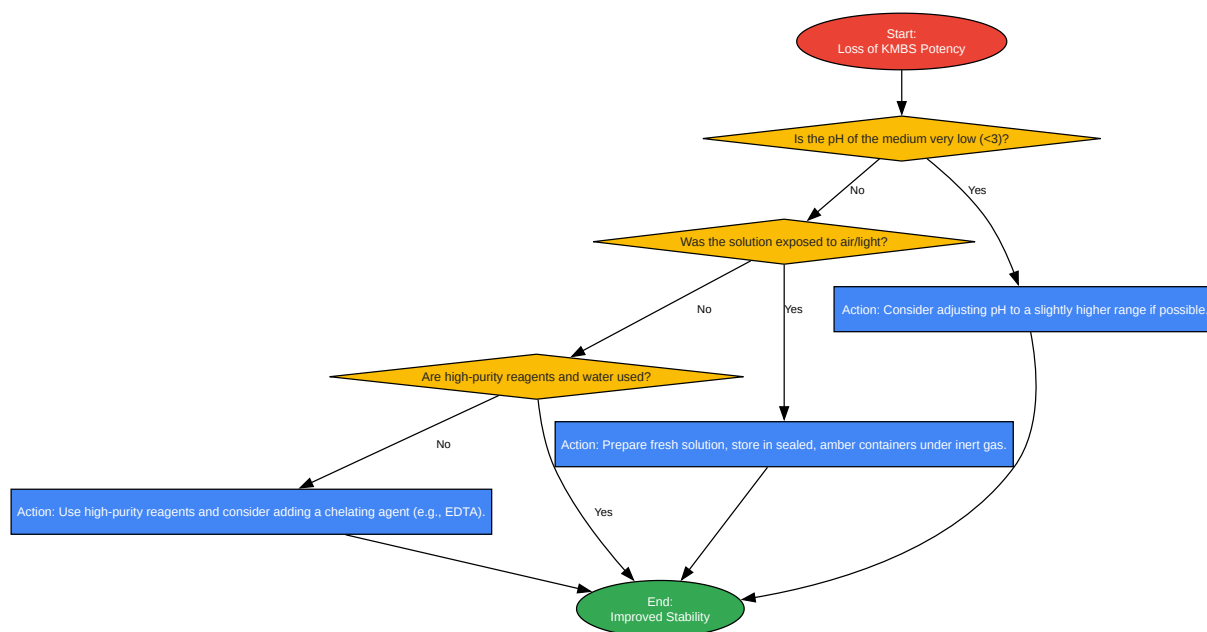 Start:
Loss of KMBS Potency
Is the pH of the medium very low (<3)?
No
Yes
Was the solution exposed to air/light?
Action: Consider adjusting pH to a slightly higher range if possible.
No
Yes
Are high-purity reagents and water used?
Action: Prepare fresh solution, store in sealed, amber containers under inert gas.
No
Action: Use high-purity reagents and consider adding a chelating agent (e.g., EDTA).
Yes
End:
Improved Stability